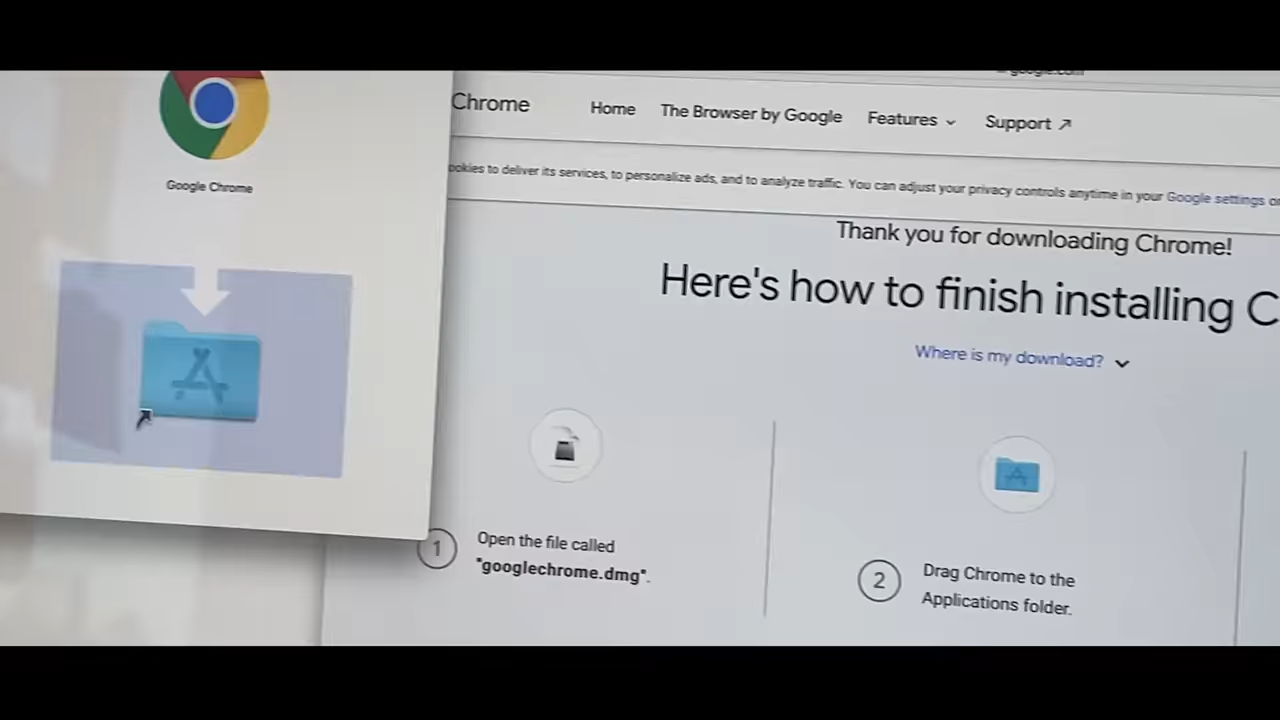 google.com
Chrome
Home
The Browser by Google
Features
Support
Google Chrome
ookies to deliver its services, to personalize ads, and to analyze traffic. You can adjust your privacy controls anytime in your Google settings
Thank you for downloading Chrome!
Here's how to finish installing C
Where is my download?
1
Open the file called
"googlechrome.dmg".
2
Drag Chrome to the
Applications folder.